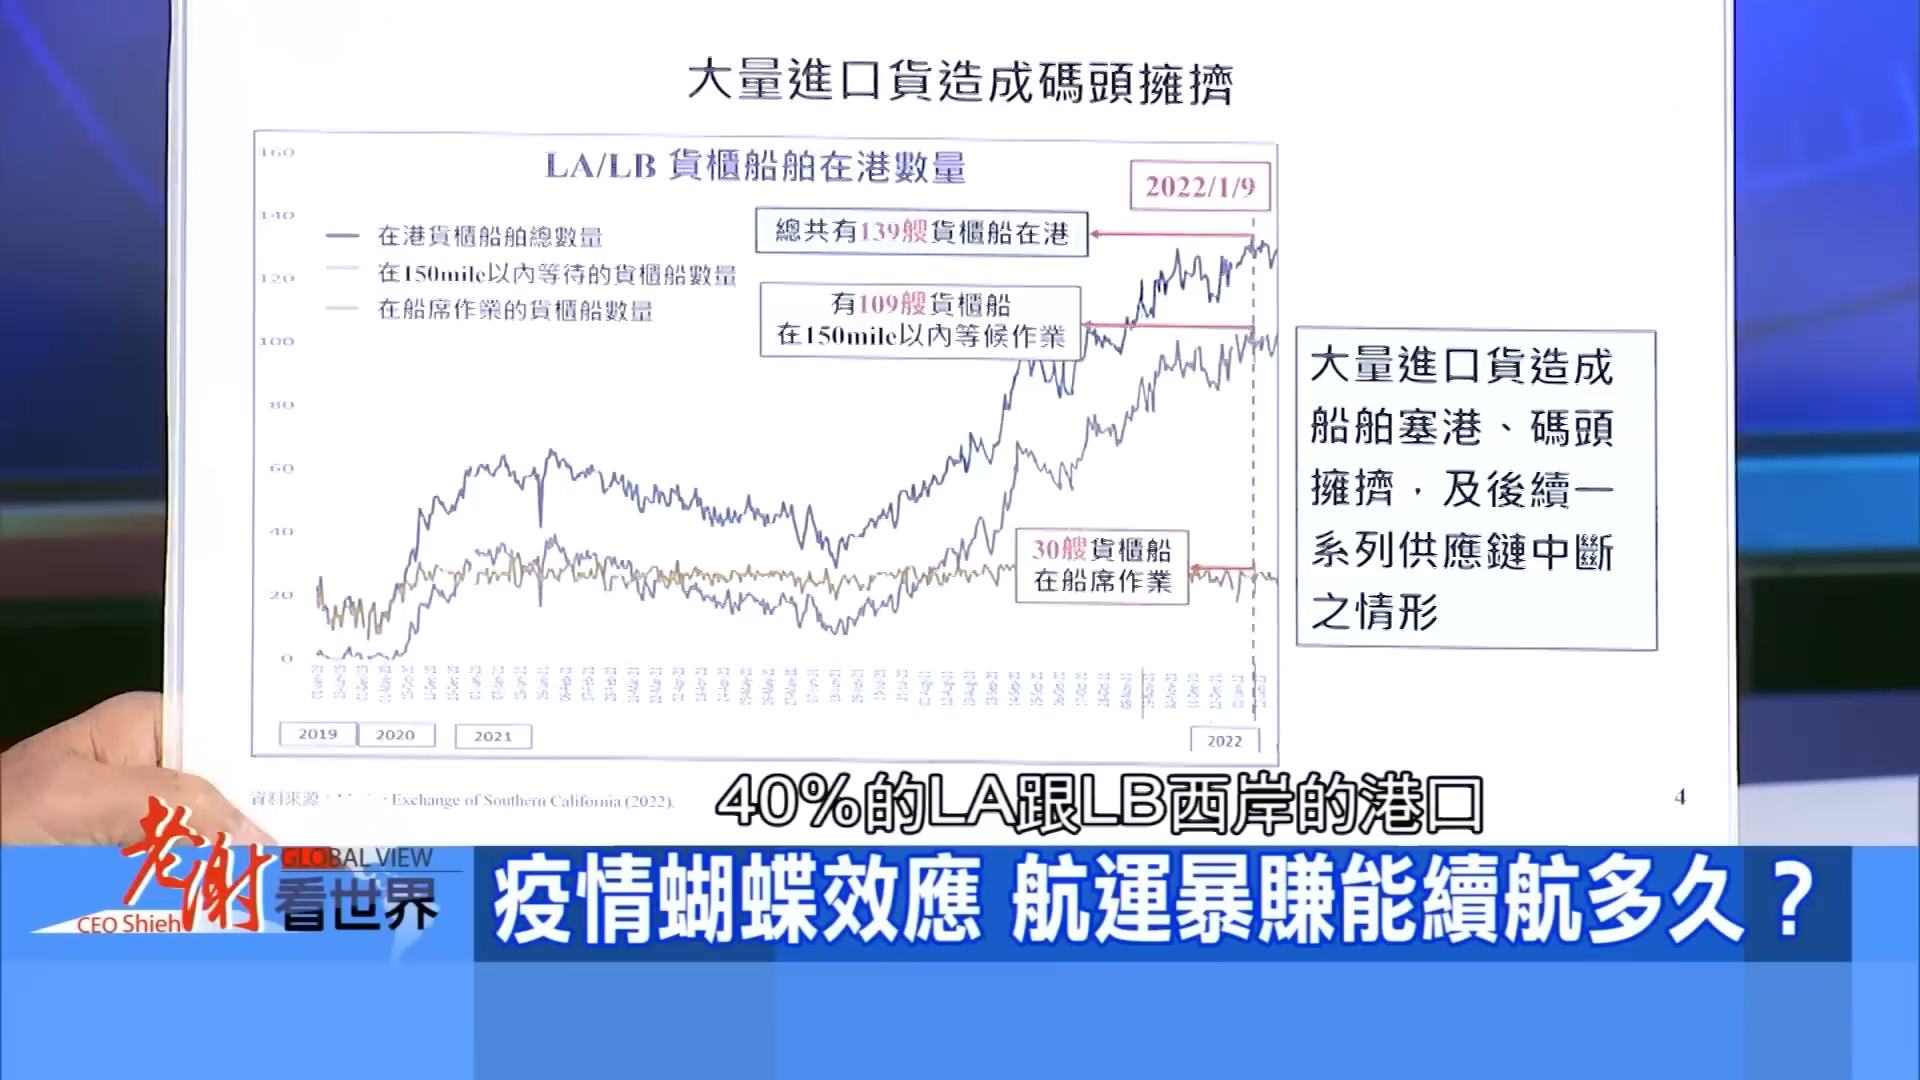 大量進口貨造成碼頭擁擠
LA/LB 貨櫃船舶在港數量
160
140
120
100
80
60
40
20
0
在港貨櫃船舶總數量
在150mile以內等待的貨櫃船數量
在船席作業的貨櫃船數量
2022/1/9
總共有139艘貨櫃船在港
有109艘貨櫃船
在150mile以內等候作業
30艘貨櫃船
在船席作業
大量進口貨造成
船舶塞港、碼頭
擁擠，及後續一
系列供應鏈中斷
之情形
2019
2020
2021
2022
資料來源：
Exchange of Southern California (2022).
4
40%的LA跟LB西岸的港口
老謝
CEO Shieh
GLOBAL VIEW
看世界
疫情蝴蝶效應 航運暴賺能續航多久？